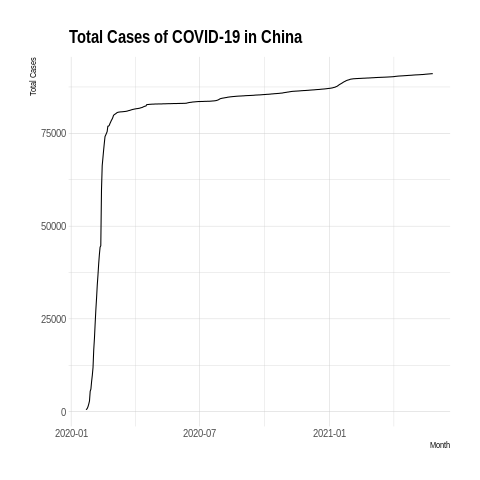 Total Cases of COVID-19 in China
Total Cases
75000
50000
25000
0
2020-01 2020-07 2021-01
Month